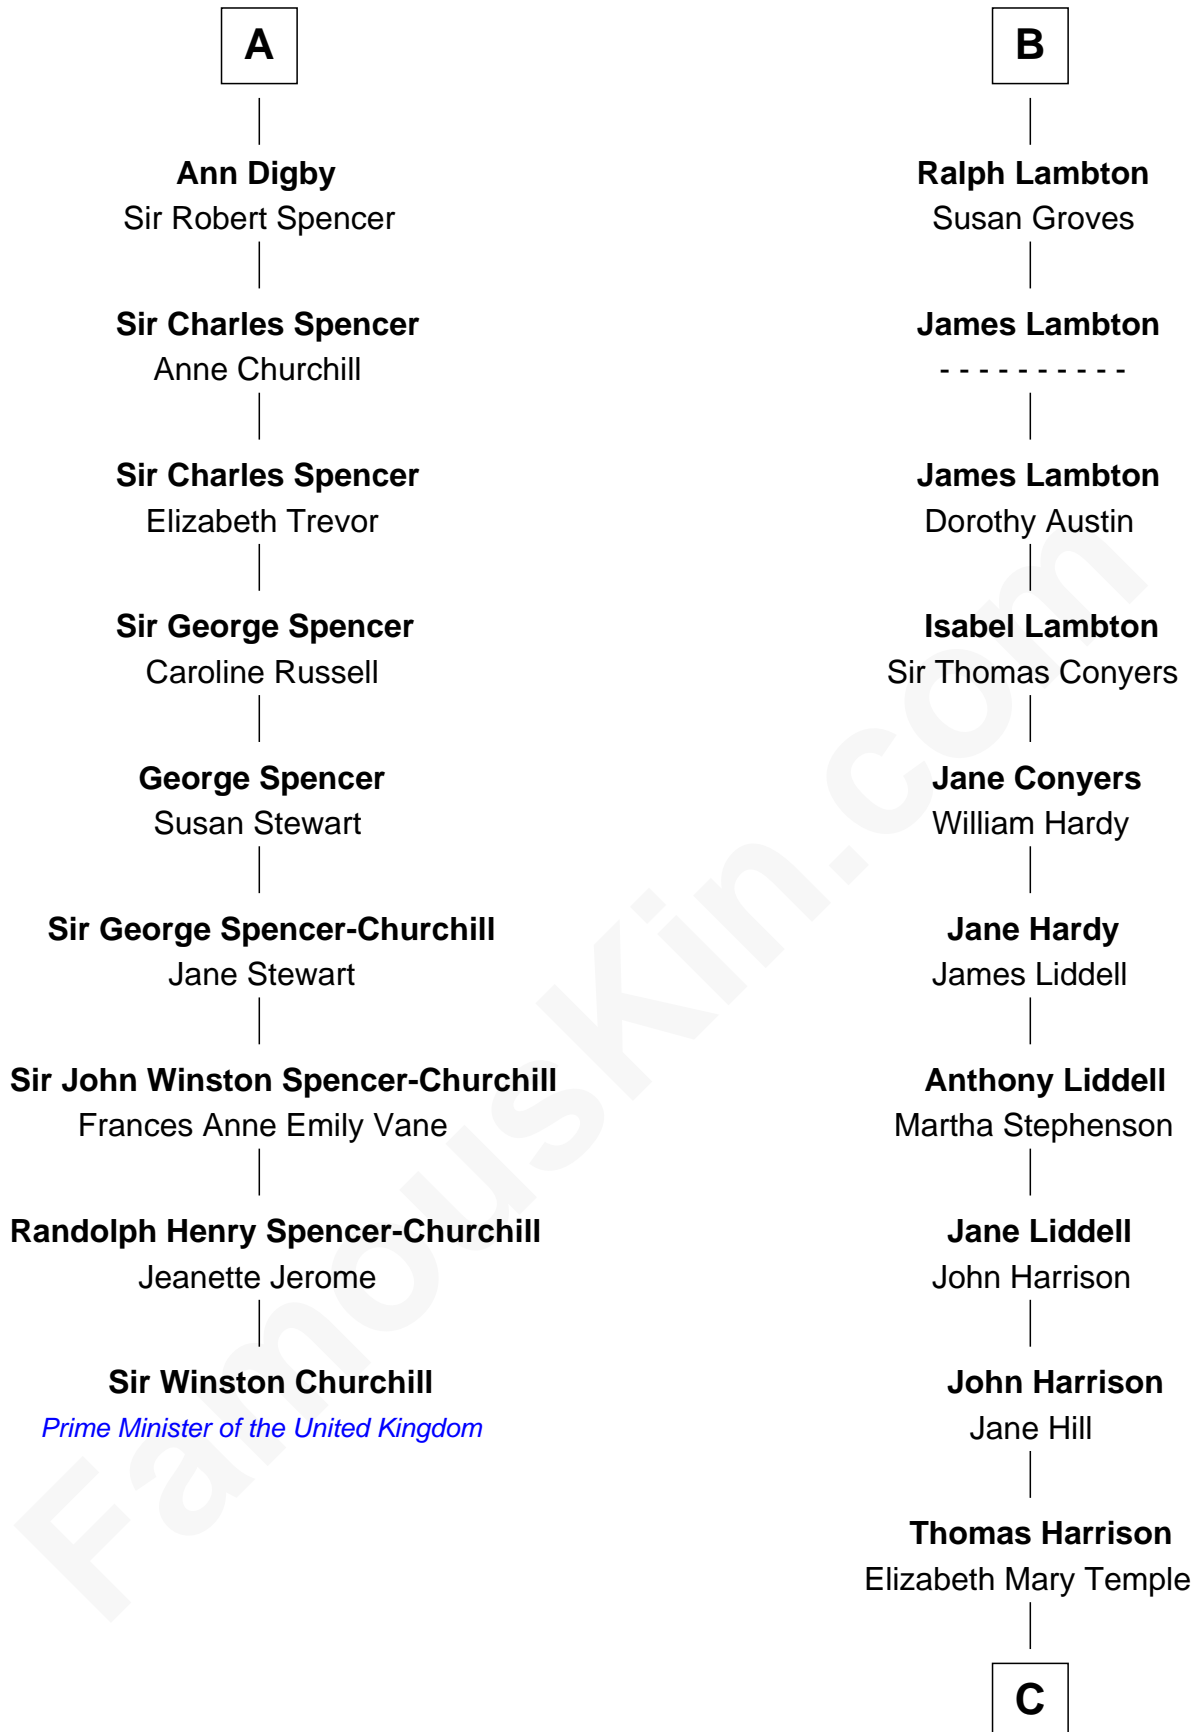 A
Ann Digby
Sir Robert Spencer
Sir Charles Spencer
Anne Churchill
Sir Charles Spencer
Elizabeth Trevor
Sir George Spencer
Caroline Russell
George Spencer
Susan Stewart
Sir George Spencer-Churchill
Jane Stewart
Sir John Winston Spencer-Churchill
Frances Anne Emily Vane
Randolph Henry Spencer-Churchill
Jeanette Jerome
Sir Winston Churchill
Prime Minister of the United Kingdom
B
Ralph Lambton
Susan Groves
James Lambton
- - - - - - - - - -
James Lambton
Dorothy Austin
Isabel Lambton
Sir Thomas Conyers
Jane Conyers
William Hardy
Jane Hardy
James Liddell
Anthony Liddell
Martha Stephenson
Jane Liddell
John Harrison
John Harrison
Jane Hill
Thomas Harrison
Elizabeth Mary Temple
C
FamousKin.com